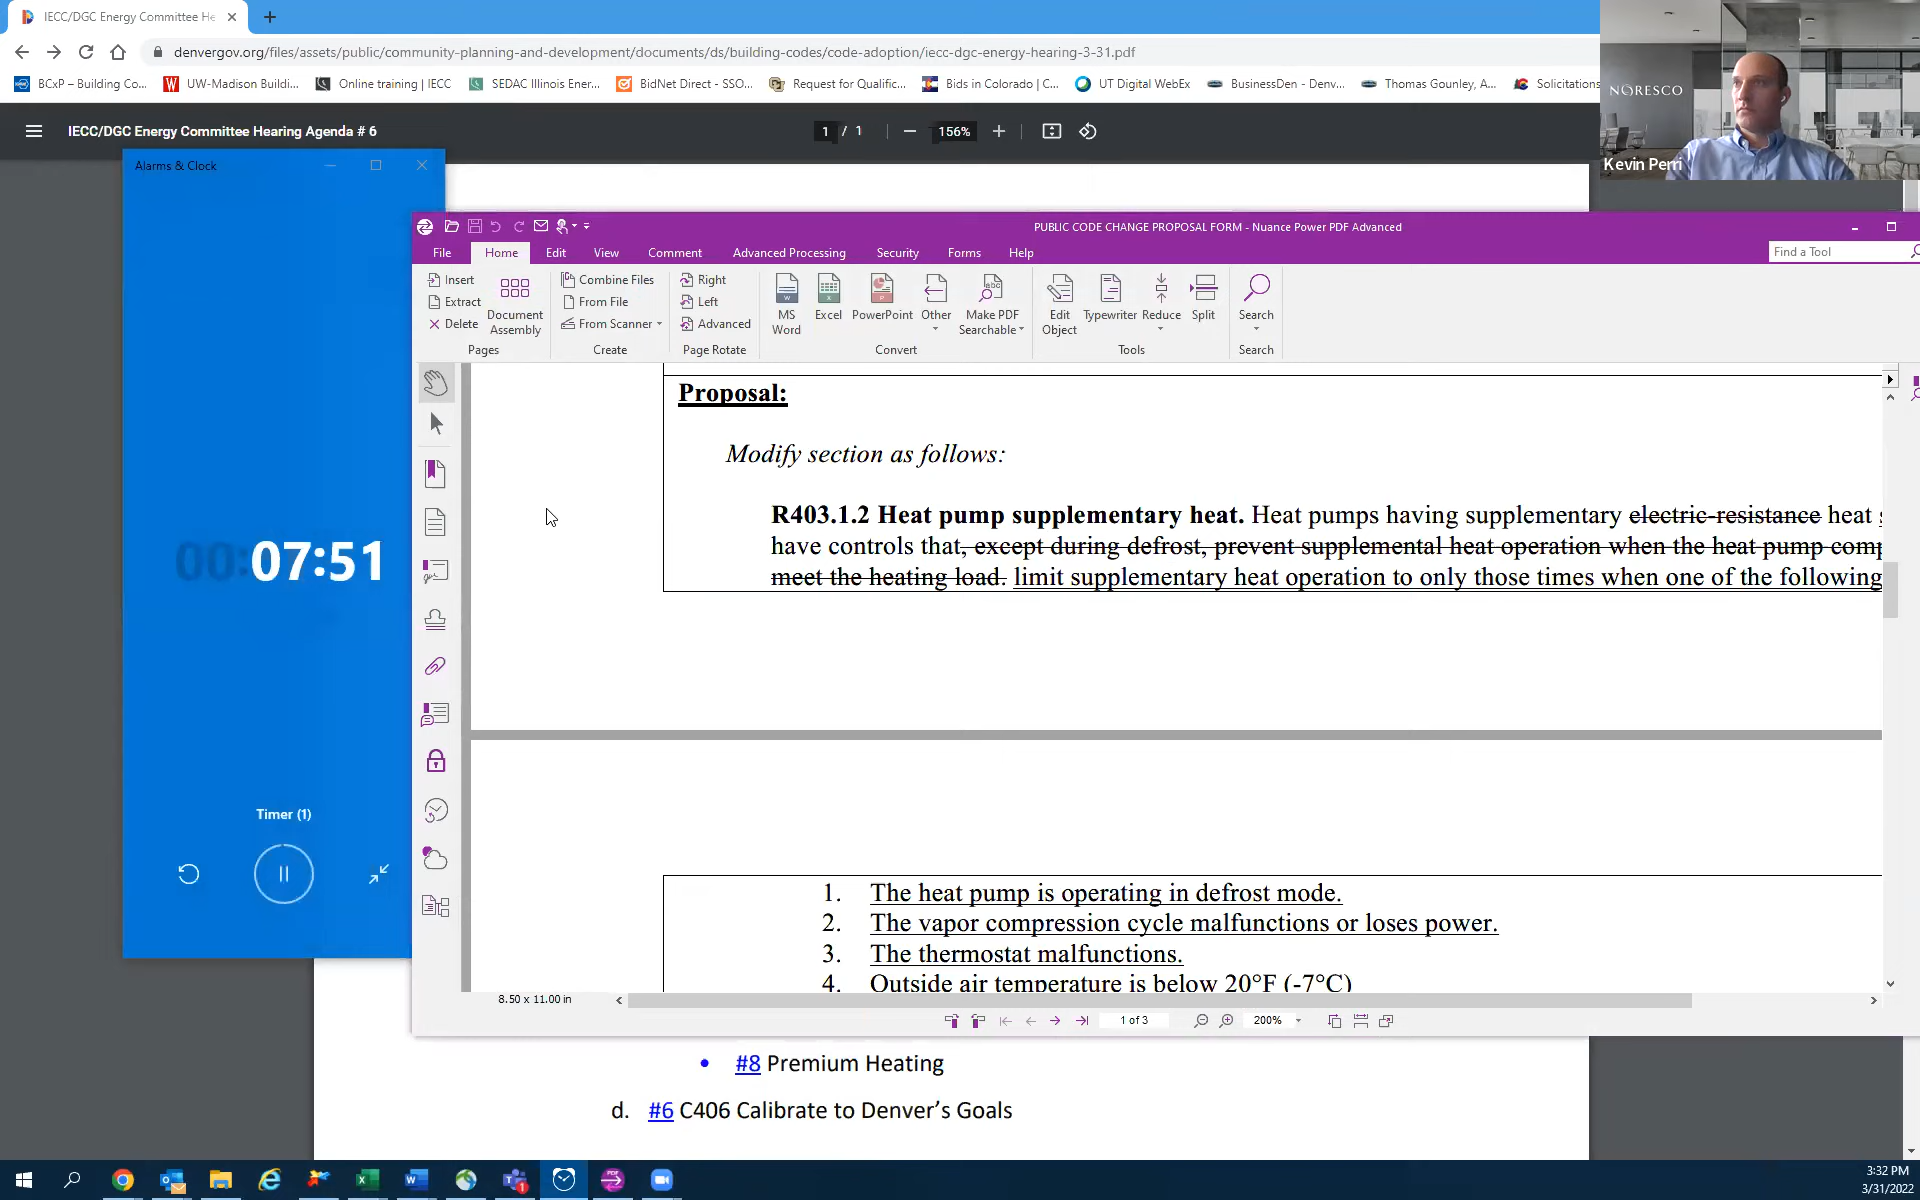 IECC/DGC Energy Committee He
denvergov.org/files/assets/public/community-planning-and-development/documents/ds/building-codes/code-adoption/iecc-dgc-energy-hearing-3-31.pdf
BCxP – Building Co... UW-Madison Buildi... Online training | IECC SEDAC Illinois Ener... BidNet Direct - SSO... Request for Qualific... Bids in Colorado | C... UT Digital WebEx BusinessDen - Denv... Thomas Gounley, A... Solicitations
NORESCO
Kevin Perri
IECC/DGC Energy Committee Hearing Agenda # 6
1 / 1
156%
Alarms & Clock
00:07:51
Timer (1)
PUBLIC CODE CHANGE PROPOSAL FORM - Nuance Power PDF Advanced
File Home Edit View Comment Advanced Processing Security Forms Help
Find a Tool
Insert
Extract
Delete
Document
Assembly
Pages
Combine Files
From File
From Scanner
Create
Right
Left
Advanced
Page Rotate
MS
Word
Excel
PowerPoint
Other
Make PDF
Searchable
Convert
Edit
Object
Typewriter
Reduce
Split
Tools
Search
Search
Proposal:
Modify section as follows:
R403.1.2 Heat pump supplementary heat. Heat pumps having supplementary electric-resistance heat
have controls that, except during defrost, prevent supplemental heat operation when the heat pump comp
meet the heating load. limit supplementary heat operation to only those times when one of the following
1. The heat pump is operating in defrost mode.
2. The vapor compression cycle malfunctions or loses power.
3. The thermostat malfunctions.
4. Outside air temperature is below 20°F (-7°C)
8.50 x 11.00 in
1 of 3
200%
• #8 Premium Heating
d. #6 C406 Calibrate to Denver’s Goals
3:32 PM
3/31/2022